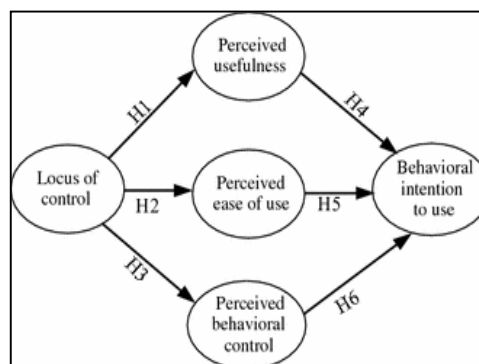 Perceived
usefulness
H1
H4
Locus of
control
H2
Perceived
ease of use
H5
Behavioral
intention
to use
H3
H6
Perceived
behavioral
control